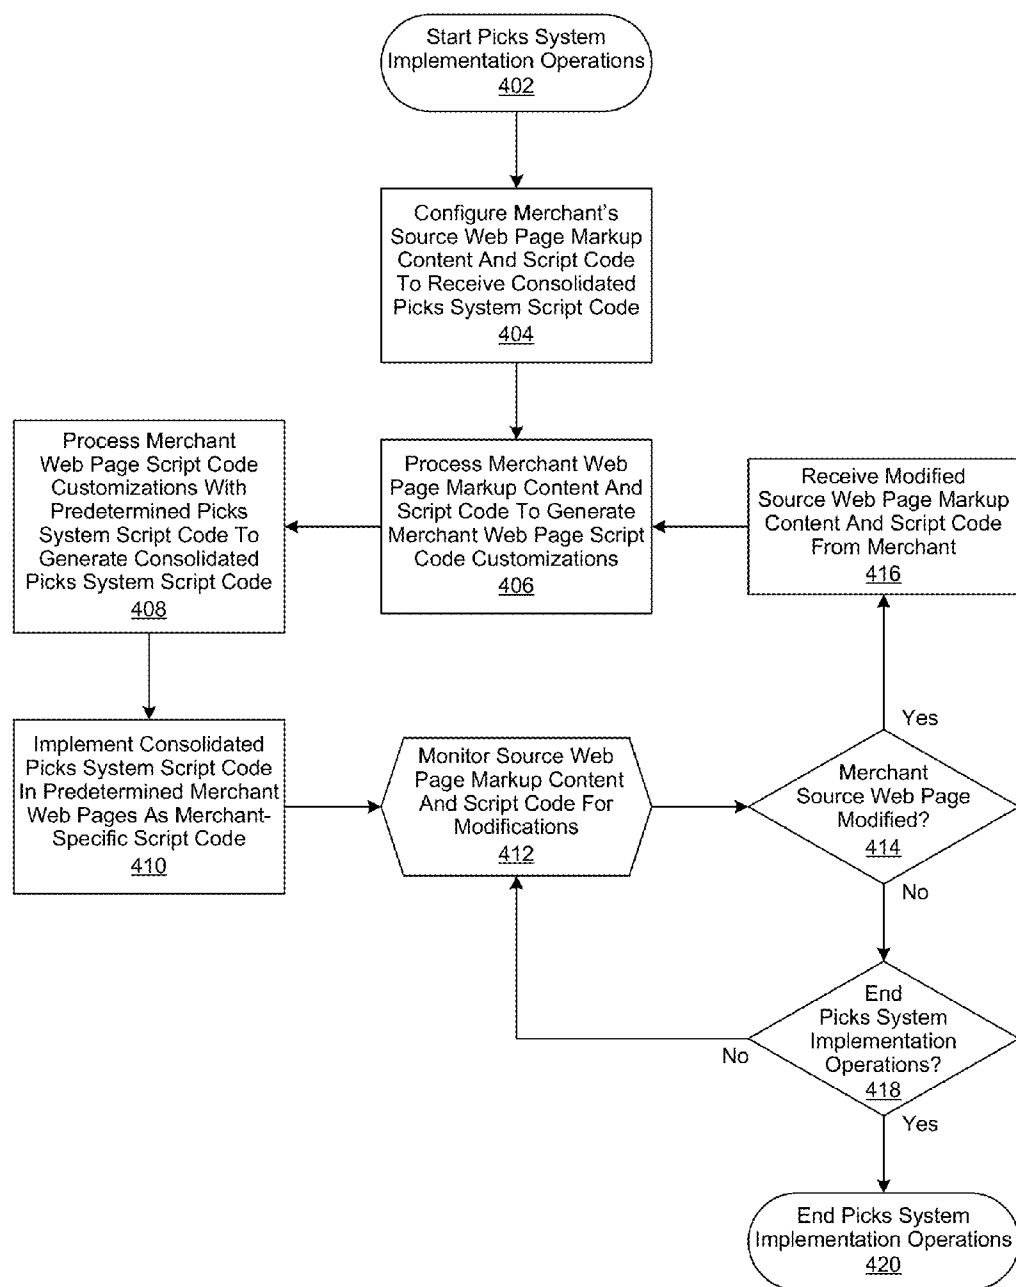 Start Picks System
Implementation Operations
402
Configure Merchant's
Source Web Page Markup
Content And Script Code
To Receive Consolidated
Picks System Script Code
404
Process Merchant
Web Page Script Code
Customizations With
Predetermined Picks
System Script Code To
Generate Consolidated
Picks System Script Code
408
Process Merchant Web
Page Markup Content And
Script Code To Generate
Merchant Web Page Script
Code Customizations
406
Receive Modified
Source Web Page Markup
Content And Script Code
From Merchant
416
Yes
Implement Consolidated
Picks System Script Code
In Predetermined Merchant
Web Pages As Merchant-
Specific Script Code
410
Monitor Source Web
Page Markup Content
And Script Code For
Modifications
412
Merchant
Source Web Page
Modified?
414
No
End
Picks System
Implementation
Operations?
418
No
Yes
End Picks System
Implementation Operations
420